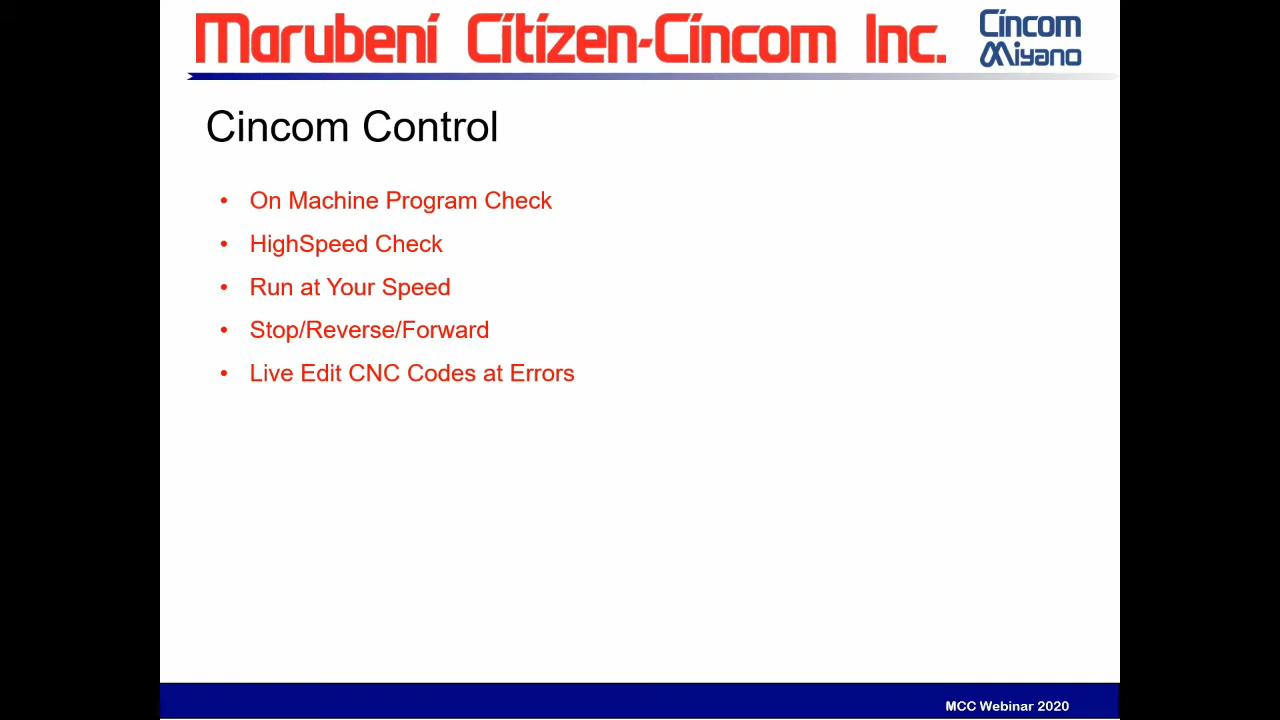 Marubeni Citizen-Cincom Inc.
Cincom
Miyano
Cincom Control
• On Machine Program Check
• HighSpeed Check
• Run at Your Speed
• Stop/Reverse/Forward
• Live Edit CNC Codes at Errors
MCC Webinar 2020